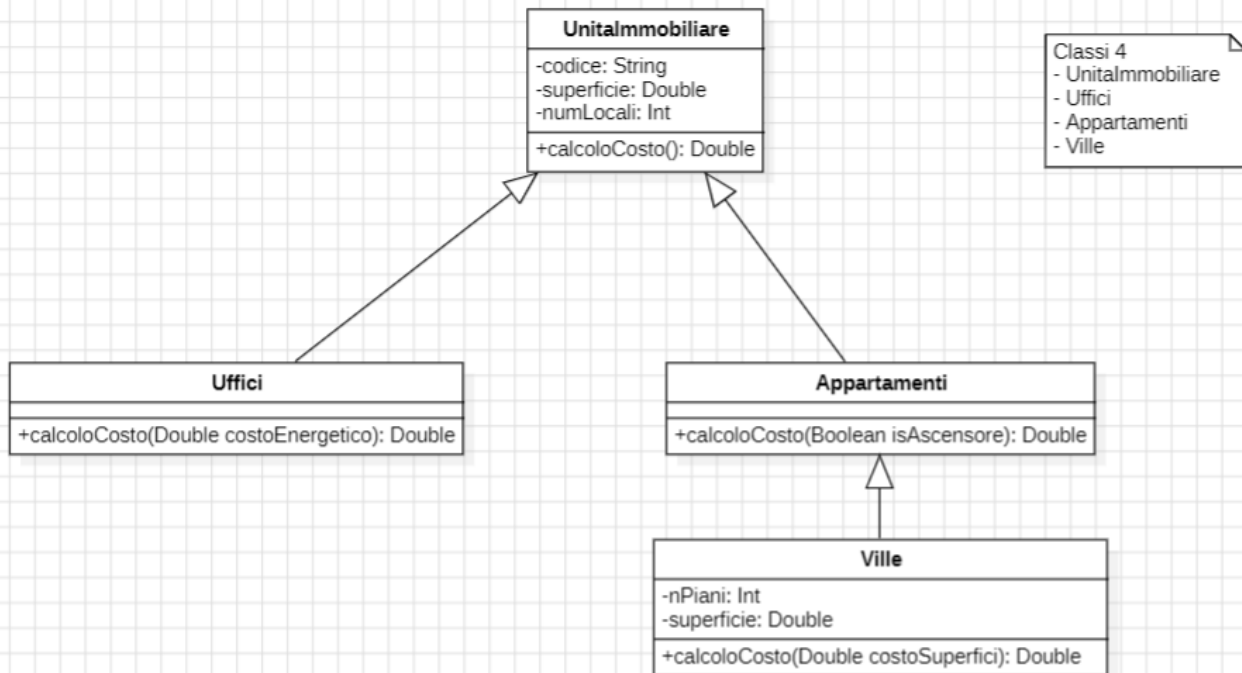 UnitaImmobiliare
-codice: String
-superficie: Double
-numLocali: Int
+calcoloCosto(): Double
Classi 4
- UnitaImmobiliare
- Uffici
- Appartamenti
- Ville
Uffici
+calcoloCosto(Double costoEnergetico): Double
Appartamenti
+calcoloCosto(Boolean isAscensore): Double
Ville
-nPiani: Int
-superficie: Double
+calcoloCosto(Double costoSuperfici): Double